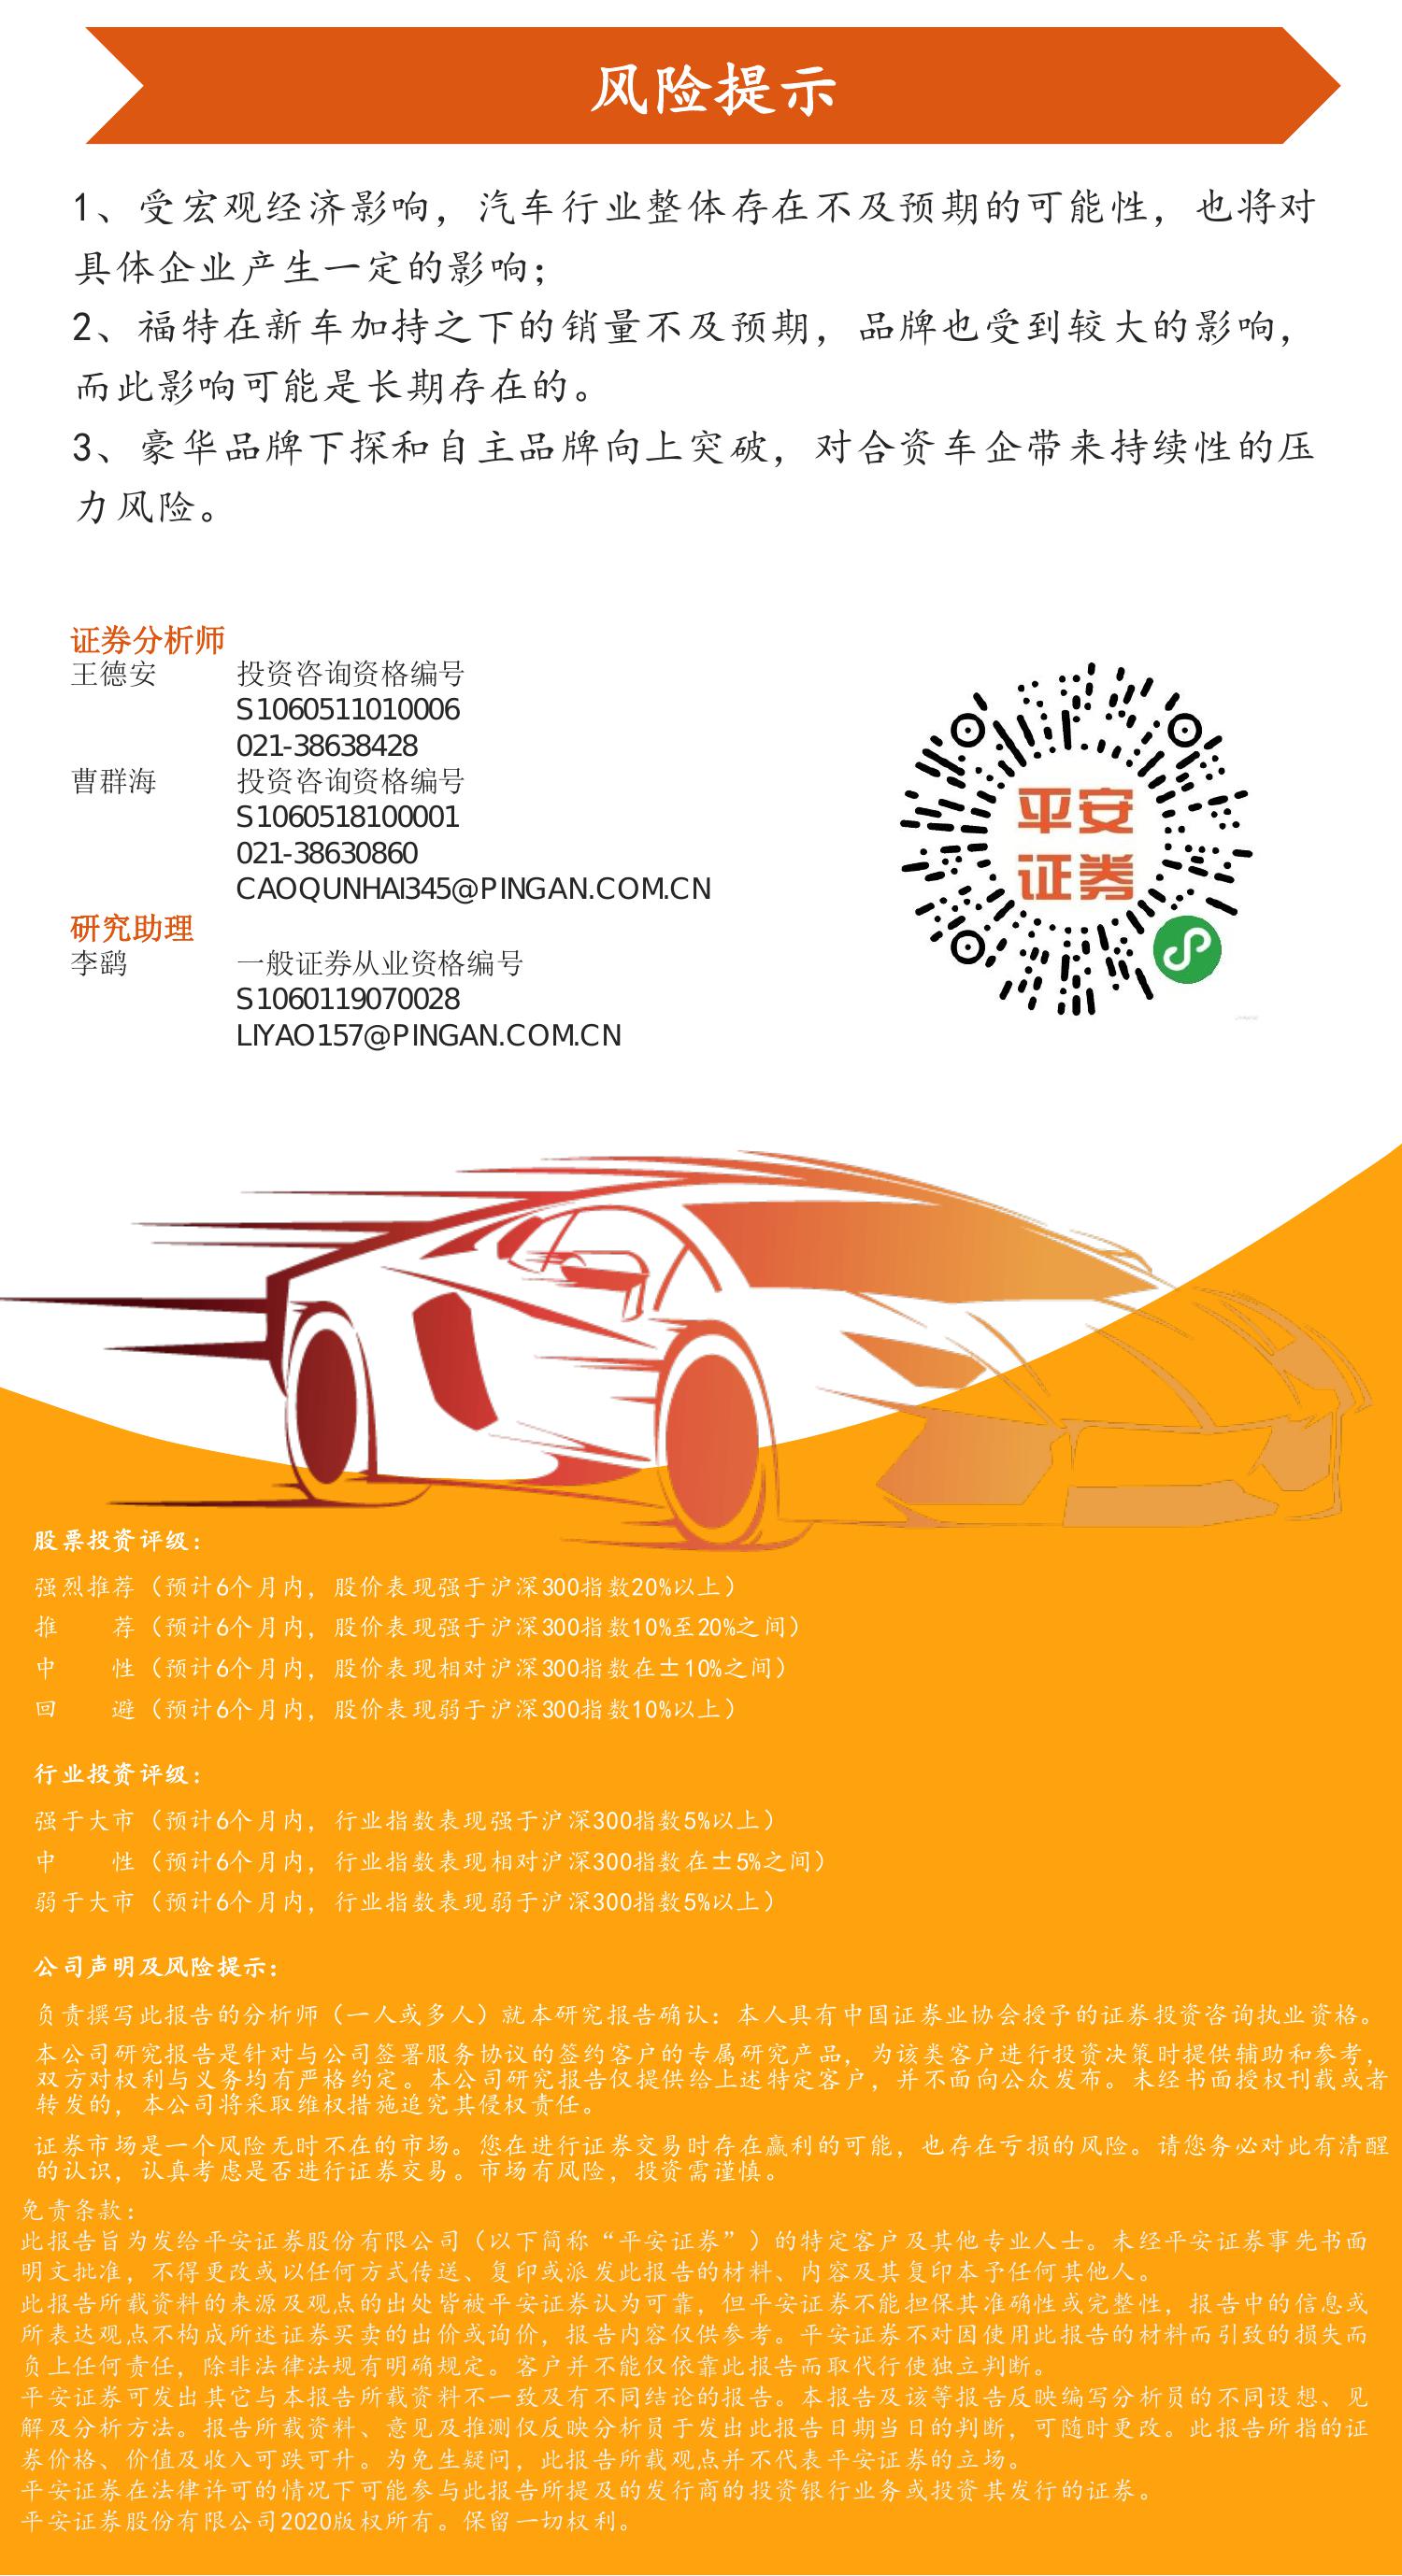 风险提示
1、受宏观经济影响，汽车行业整体存在不及预期的可能性，也将对
具体企业产生一定的影响；
2、福特在新车加持之下的销量不及预期，品牌也受到较大的影响，
而此影响可能是长期存在的。
3、豪华品牌下探和自主品牌向上突破，对合资车企带来持续性的压
力风险。
证券分析师
王德安 投资咨询资格编号
S1060511010006
021-38638428
曹群海 投资咨询资格编号
S1060518100001
021-38630860
CAOQUNHAI345@PINGAN.COM.CN
研究助理
李鹞 一般证券从业资格编号
S1060119070028
LIYAO157@PINGAN.COM.CN
平安
证券
股票投资评级：
强烈推荐（预计6个月内，股价表现强于沪深300指数20%以上）
推 荐（预计6个月内，股价表现强于沪深300指数10%至20%之间）
中 性（预计6个月内，股价表现相对沪深300指数在±10%之间）
回 避（预计6个月内，股价表现弱于沪深300指数10%以上）
行业投资评级：
强于大市（预计6个月内，行业指数表现强于沪深300指数5%以上）
中 性（预计6个月内，行业指数表现相对沪深300指数在±5%之间）
弱于大市（预计6个月内，行业指数表现弱于沪深300指数5%以上）
公司声明及风险提示：
负责撰写此报告的分析师（一人或多人）就本研究报告确认：本人具有中国证券业协会授予的证券投资咨询执业资格。
本公司研究报告是针对与公司签署服务协议的签约客户的专属研究产品，为该类客户进行投资决策时提供辅助和参考，
双方对权利与义务均有严格约定。本公司研究报告仅提供给上述特定客户，并不面向公众发布。未经书面授权刊载或者
转发的，本公司将采取维权措施追究其侵权责任。
证券市场是一个风险无时不在的市场。您在进行证券交易时存在赢利的可能，也存在亏损的风险。请您务必对此有清醒
的认识，认真考虑是否进行证券交易。市场有风险，投资需谨慎。
免责条款：
此报告旨为发给平安证券股份有限公司（以下简称“平安证券”）的特定客户及其他专业人士。未经平安证券事先书面
明文批准，不得更改或以任何方式传送、复印或派发此报告的材料、内容及其复印本予任何其他人。
此报告所载资料的来源及观点的出处皆被平安证券认为可靠，但平安证券不能担保其准确性或完整性，报告中的信息或
所表达观点不构成所述证券买卖的出价或询价，报告内容仅供参考。平安证券不对因使用此报告的材料而引致的损失而
负上任何责任，除非法律法规有明确规定。客户并不能仅依靠此报告而取代行使独立判断。
平安证券可发出其它与本报告所载资料不一致及有不同结论的报告。本报告及该等报告反映编写分析员的不同设想、见
解及分析方法。报告所载资料、意见及推测仅反映分析员于发出此报告日期当日的判断，可随时更改。此报告所指的证
券价格、价值及收入可跌可升。为免生疑问，此报告所载观点并不代表平安证券的立场。
平安证券在法律许可的情况下可能参与此报告所提及的发行商的投资银行业务或投资其发行的证券。
平安证券股份有限公司2020版权所有。保留一切权利。